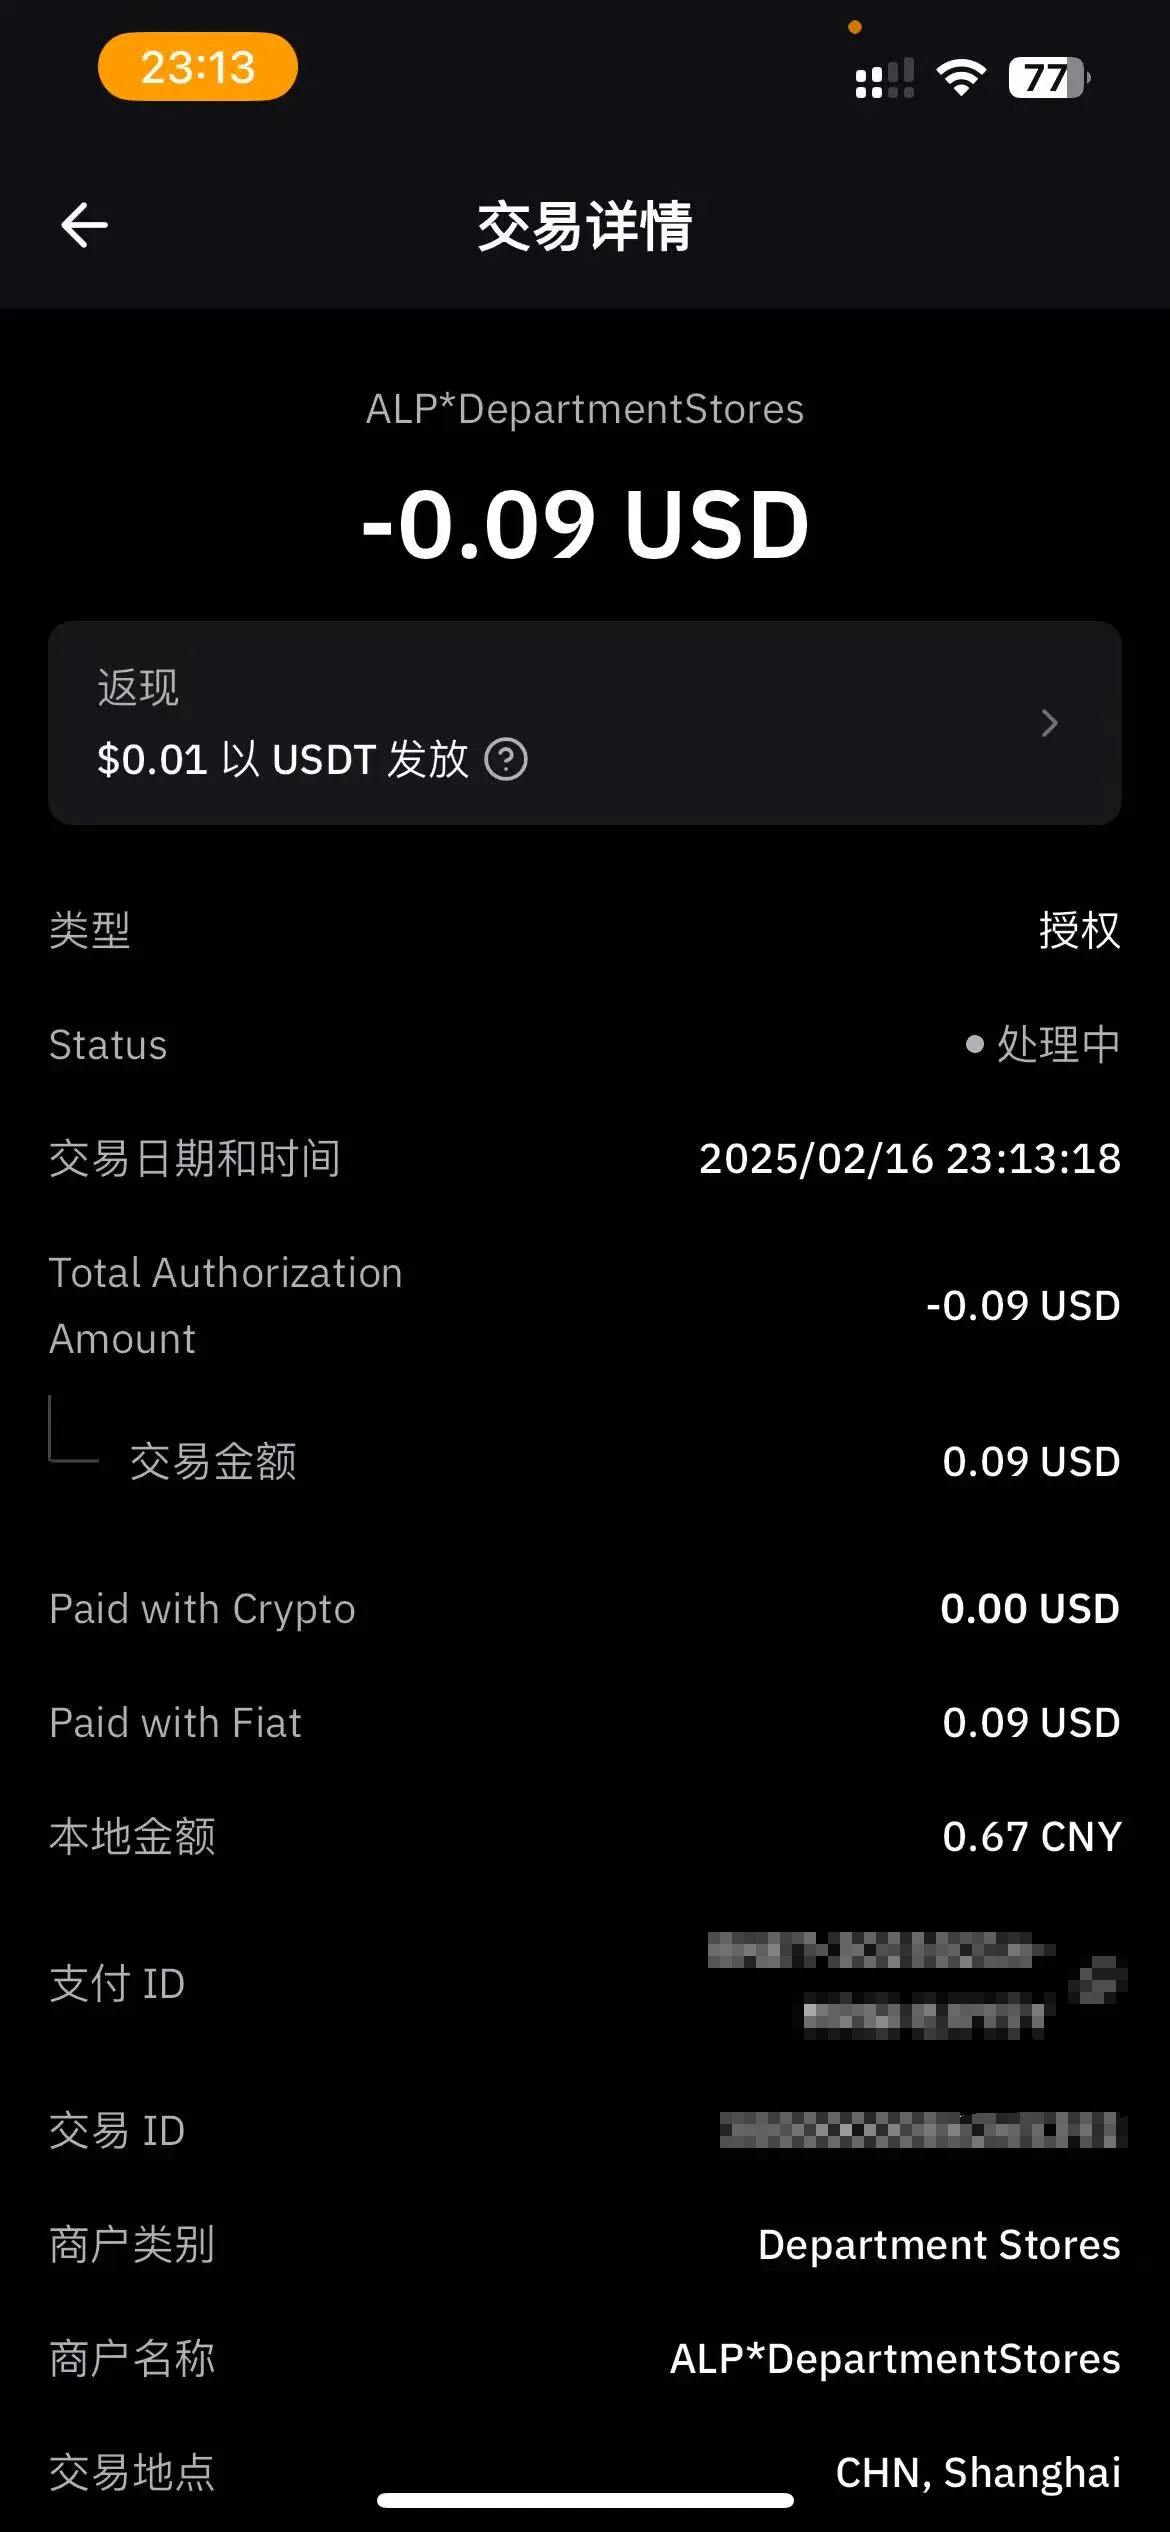 23:13
77
交易详情
ALP*DepartmentStores
-0.09 USD
返现
$0.01 以 USDT 发放 ?
类型 授权
Status 处理中
交易日期和时间 2025/02/16 23:13:18
Total Authorization
Amount -0.09 USD
交易金额 0.09 USD
Paid with Crypto 0.00 USD
Paid with Fiat 0.09 USD
本地金额 0.67 CNY
支付 ID
交易 ID
商户类别 Department Stores
商户名称 ALP*DepartmentStores
交易地点 CHN, Shanghai